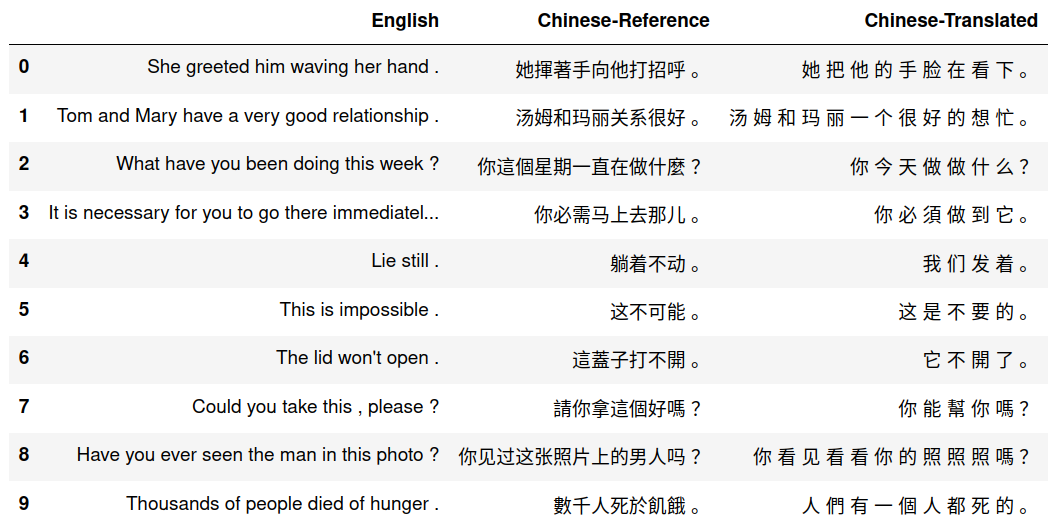 English Chinese-Reference Chinese-Translated
0 She greeted him waving her hand . 她揮著手向他打招呼 。 她 把 他 的 手 脸 在 看 下 。
1 Tom and Mary have a very good relationship . 汤姆和玛丽关系很好 。 汤 姆 和 玛 丽 一 个 很 好 的 想 忙 。
2 What have you been doing this week ? 你這個星期一直在做什麼 ？ 你 今 天 做 做 什 么 ？
3 It is necessary for you to go there immediatel... 你必需马上去那儿 。 你 必 須 做 到 它 。
4 Lie still . 躺着不动 。 我 们 发 着 。
5 This is impossible . 这不可能 。 这 是 不 要 的 。
6 The lid won't open . 這蓋子打不開 。 它 不 開 了 。
7 Could you take this , please ? 請你拿這個好嗎 ？ 你 能 幫 你 嗎 ？
8 Have you ever seen the man in this photo ? 你见过这张照片上的男人吗 ？ 你 看 见 看 看 你 的 照 照 照 嗎 ？
9 Thousands of people died of hunger . 數千人死於飢餓 。 人 們 有 一 個 人 都 死 的 。